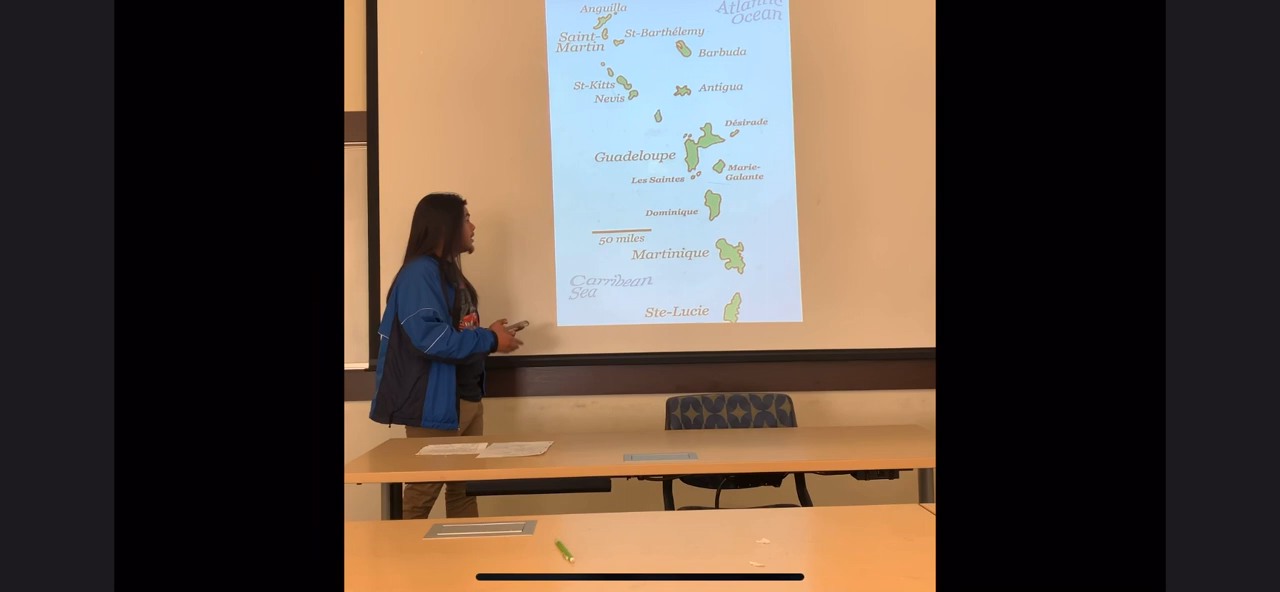 Anguilla
Atlantic
Ocean
Saint-
Martin
St-Barthélemy
Barbuda
St-Kitts
Nevis
Antigua
Désirade
Guadeloupe
Marie-
Galante
Les Saintes
Dominique
50 miles
Martinique
Carribean
Sea
Ste-Lucie